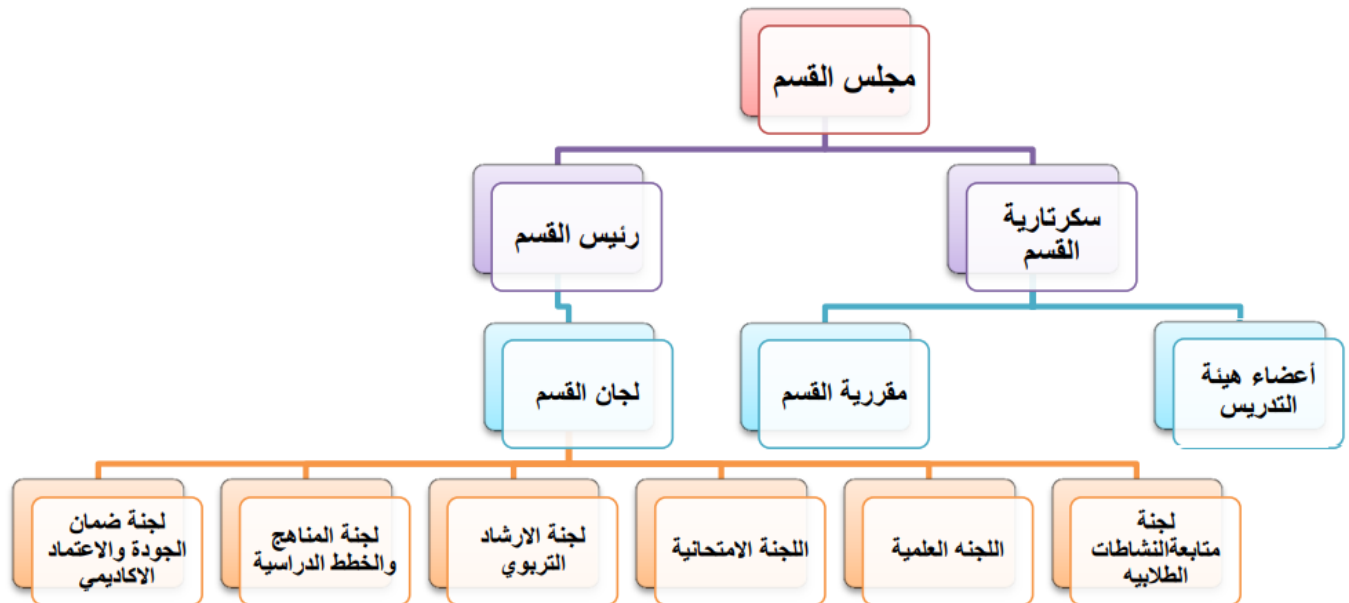 مجلس القسم
سكرتارية
القسم
رئيس القسم
أعضاء هيئة
التدريس
مقررية القسم
لجان القسم
لجنة
متابعةالنشاطات
الطلابيه
اللجنه العلمية
اللجنة الامتحانية
لجنة الارشاد
التربوي
لجنة المناهج
والخطط الدراسية
لجنة ضمان
الجودة والاعتماد
الاكاديمي